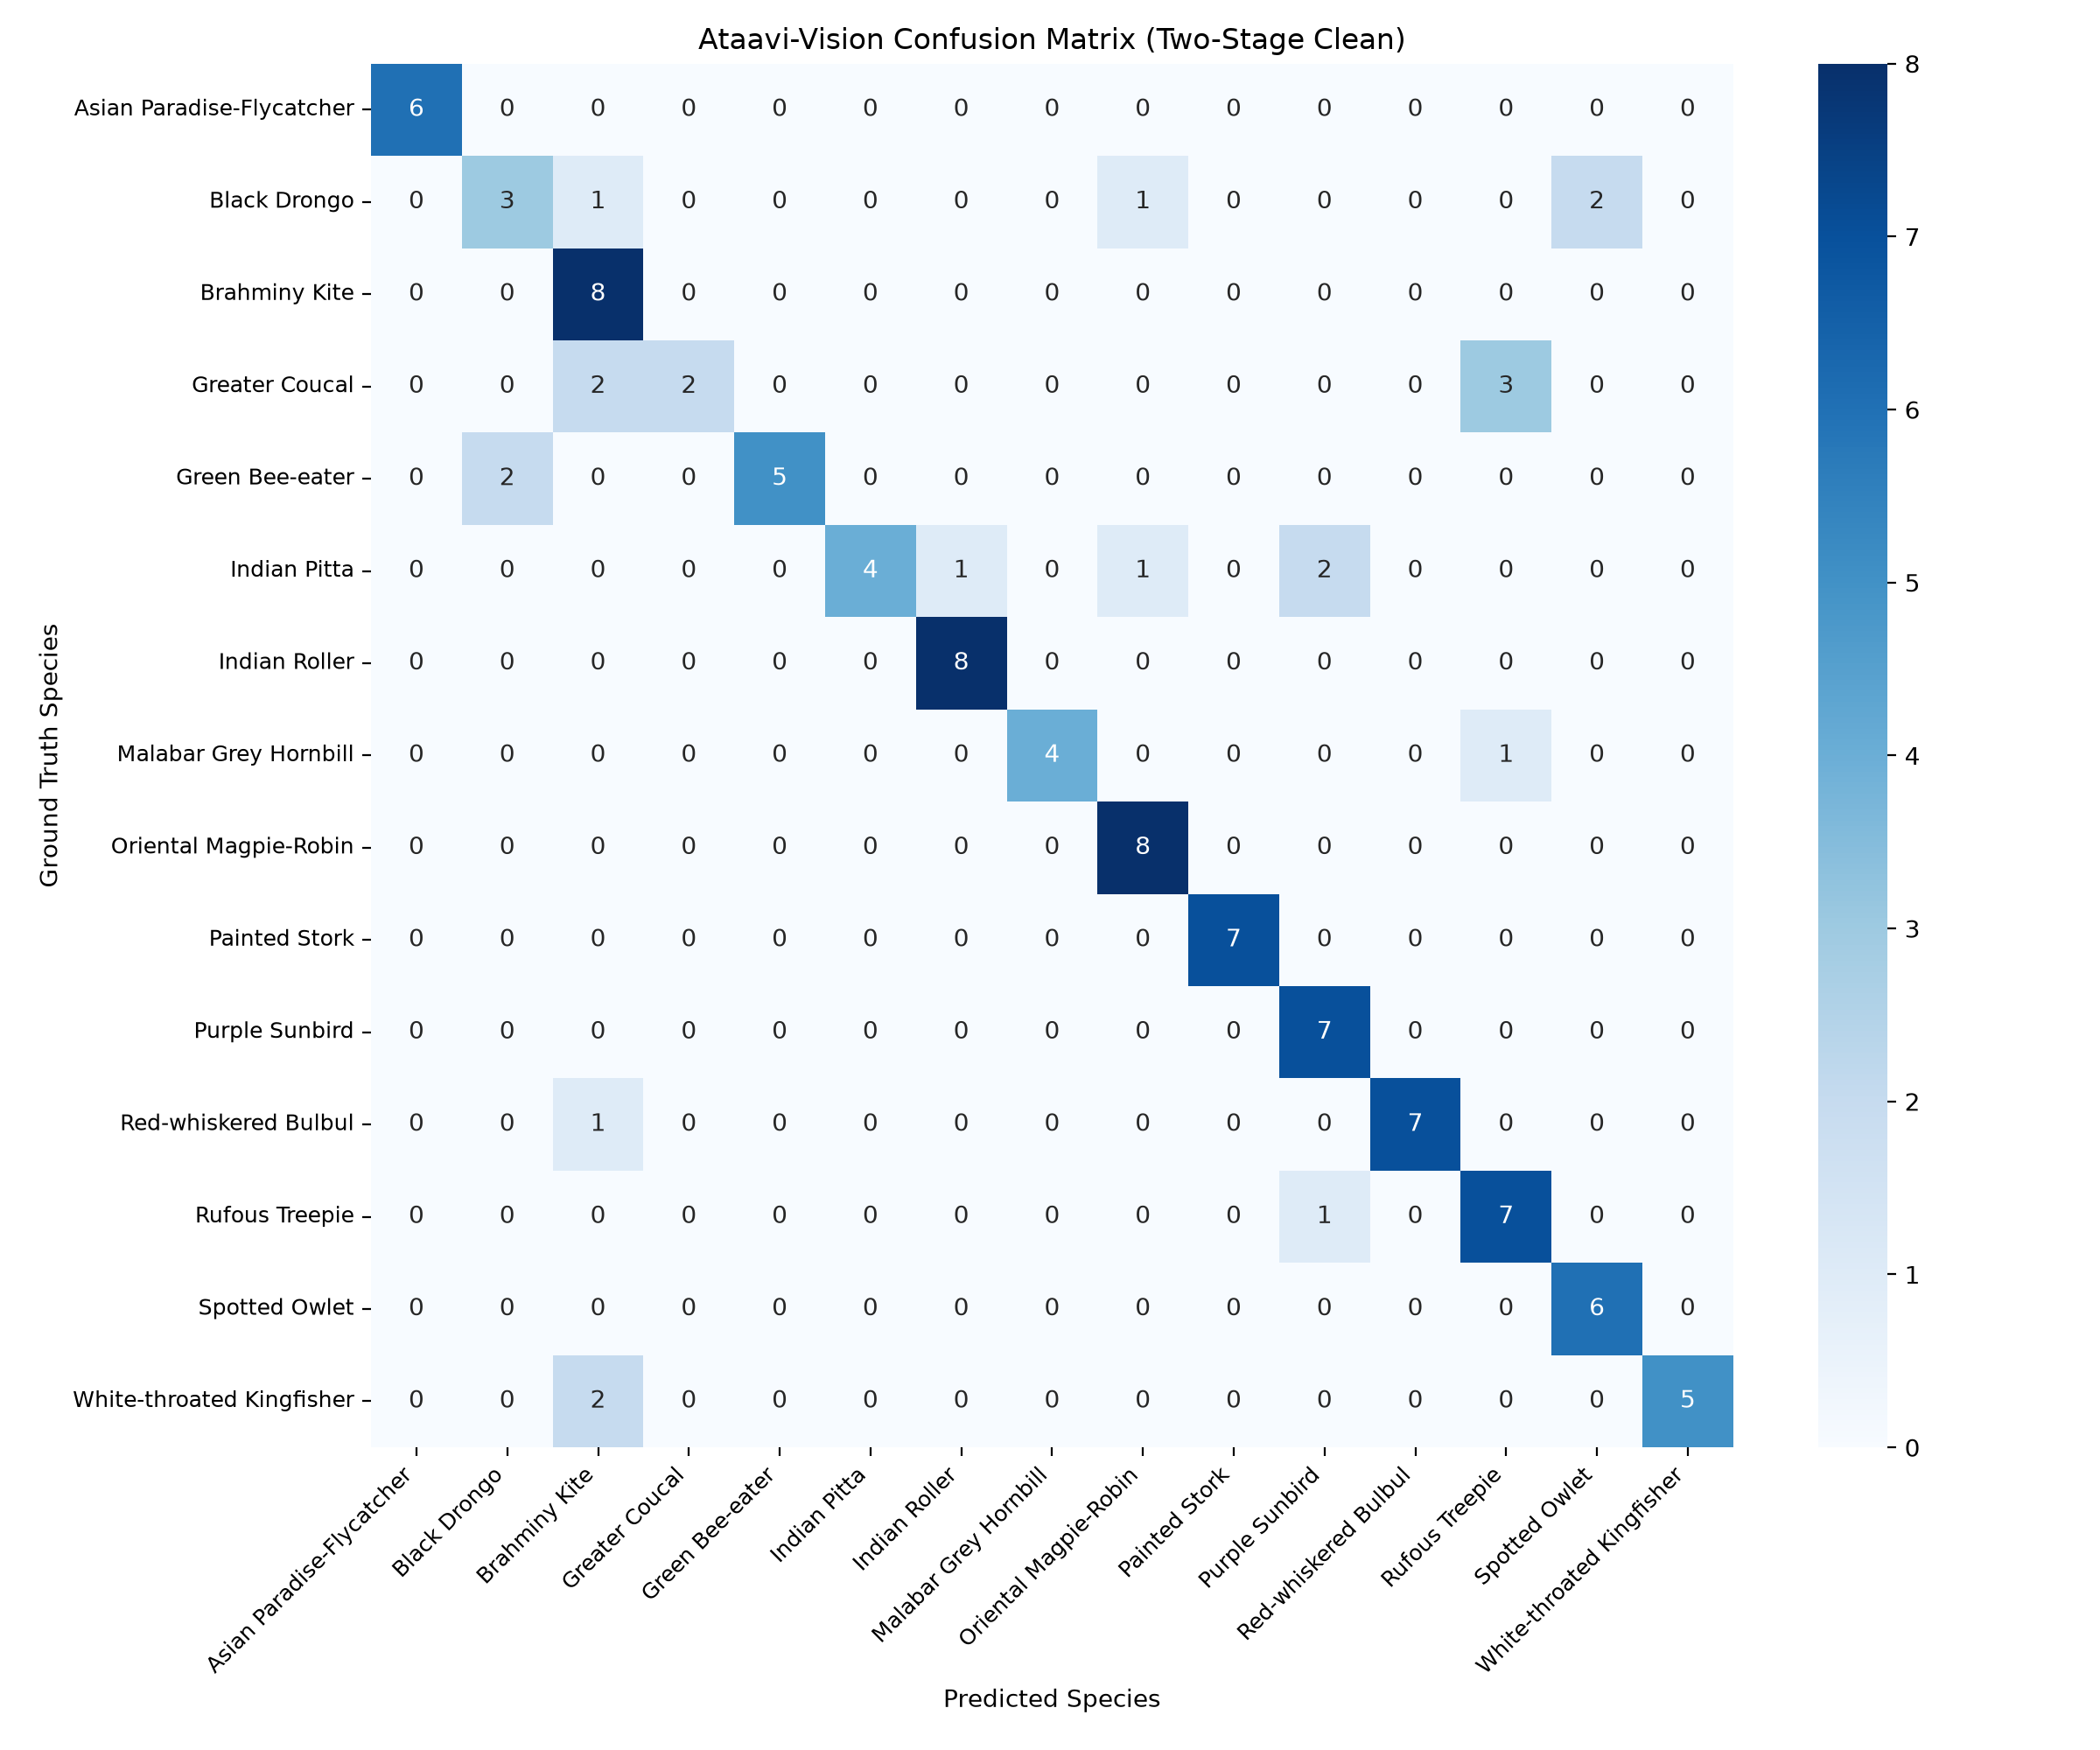 Ataavi-Vision Confusion Matrix (Two-Stage Clean)
Ground Truth Species
Asian Paradise-Flycatcher 6 0 0 0 0 0 0 0 0 0 0 0 0 0 0
Black Drongo 0 3 1 0 0 0 0 0 1 0 0 0 0 2 0
Brahminy Kite 0 0 8 0 0 0 0 0 0 0 0 0 0 0 0
Greater Coucal 0 0 2 2 0 0 0 0 0 0 0 0 3 0 0
Green Bee-eater 0 2 0 0 5 0 0 0 0 0 0 0 0 0 0
Indian Pitta 0 0 0 0 0 4 1 0 1 0 2 0 0 0 0
Indian Roller 0 0 0 0 0 0 8 0 0 0 0 0 0 0 0
Malabar Grey Hornbill 0 0 0 0 0 0 0 4 0 0 0 0 1 0 0
Oriental Magpie-Robin 0 0 0 0 0 0 0 0 8 0 0 0 0 0 0
Painted Stork 0 0 0 0 0 0 0 0 0 7 0 0 0 0 0
Purple Sunbird 0 0 0 0 0 0 0 0 0 0 7 0 0 0 0
Red-whiskered Bulbul 0 0 1 0 0 0 0 0 0 0 0 7 0 0 0
Rufous Treepie 0 0 0 0 0 0 0 0 0 0 1 0 7 0 0
Spotted Owlet 0 0 0 0 0 0 0 0 0 0 0 0 0 6 0
White-throated Kingfisher 0 0 2 0 0 0 0 0 0 0 0 0 0 0 5
Asian Paradise-Flycatcher
Black Drongo
Brahminy Kite
Greater Coucal
Green Bee-eater
Indian Pitta
Indian Roller
Malabar Grey Hornbill
Oriental Magpie-Robin
Painted Stork
Purple Sunbird
Red-whiskered Bulbul
Rufous Treepie
Spotted Owlet
White-throated Kingfisher
Predicted Species
8
7
6
5
4
3
2
1
0